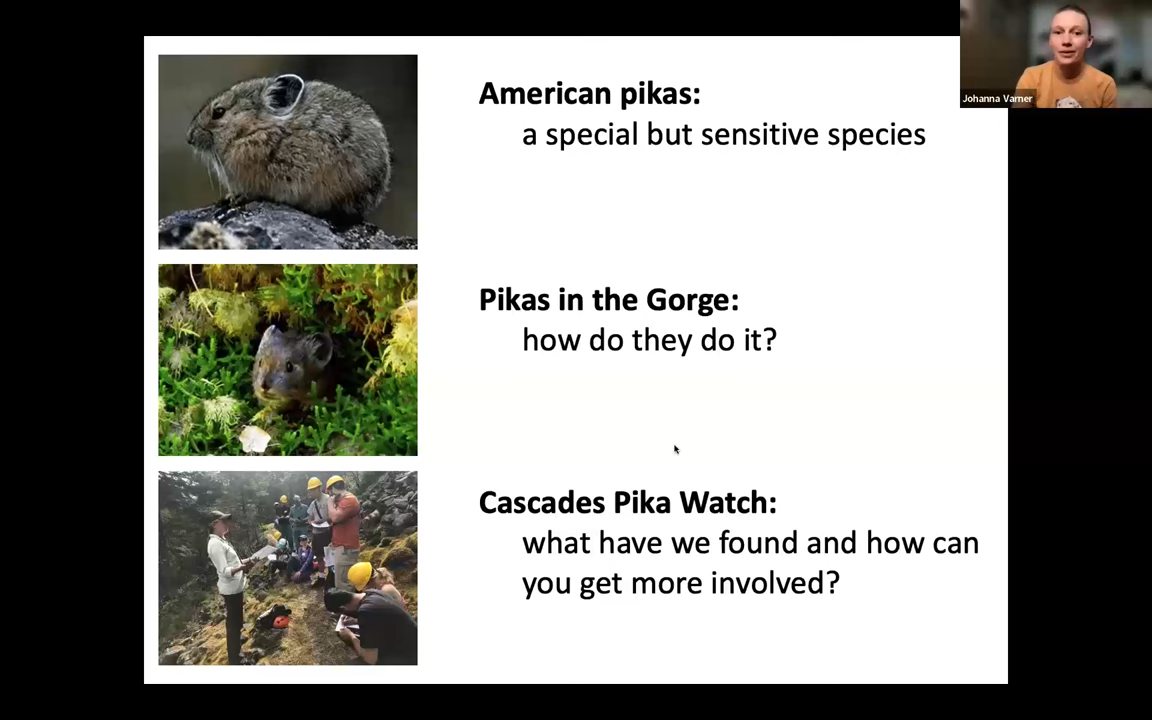 Johanna Varner
American pikas:
a special but sensitive species
Pikas in the Gorge:
how do they do it?
Cascades Pika Watch:
what have we found and how can
you get more involved?